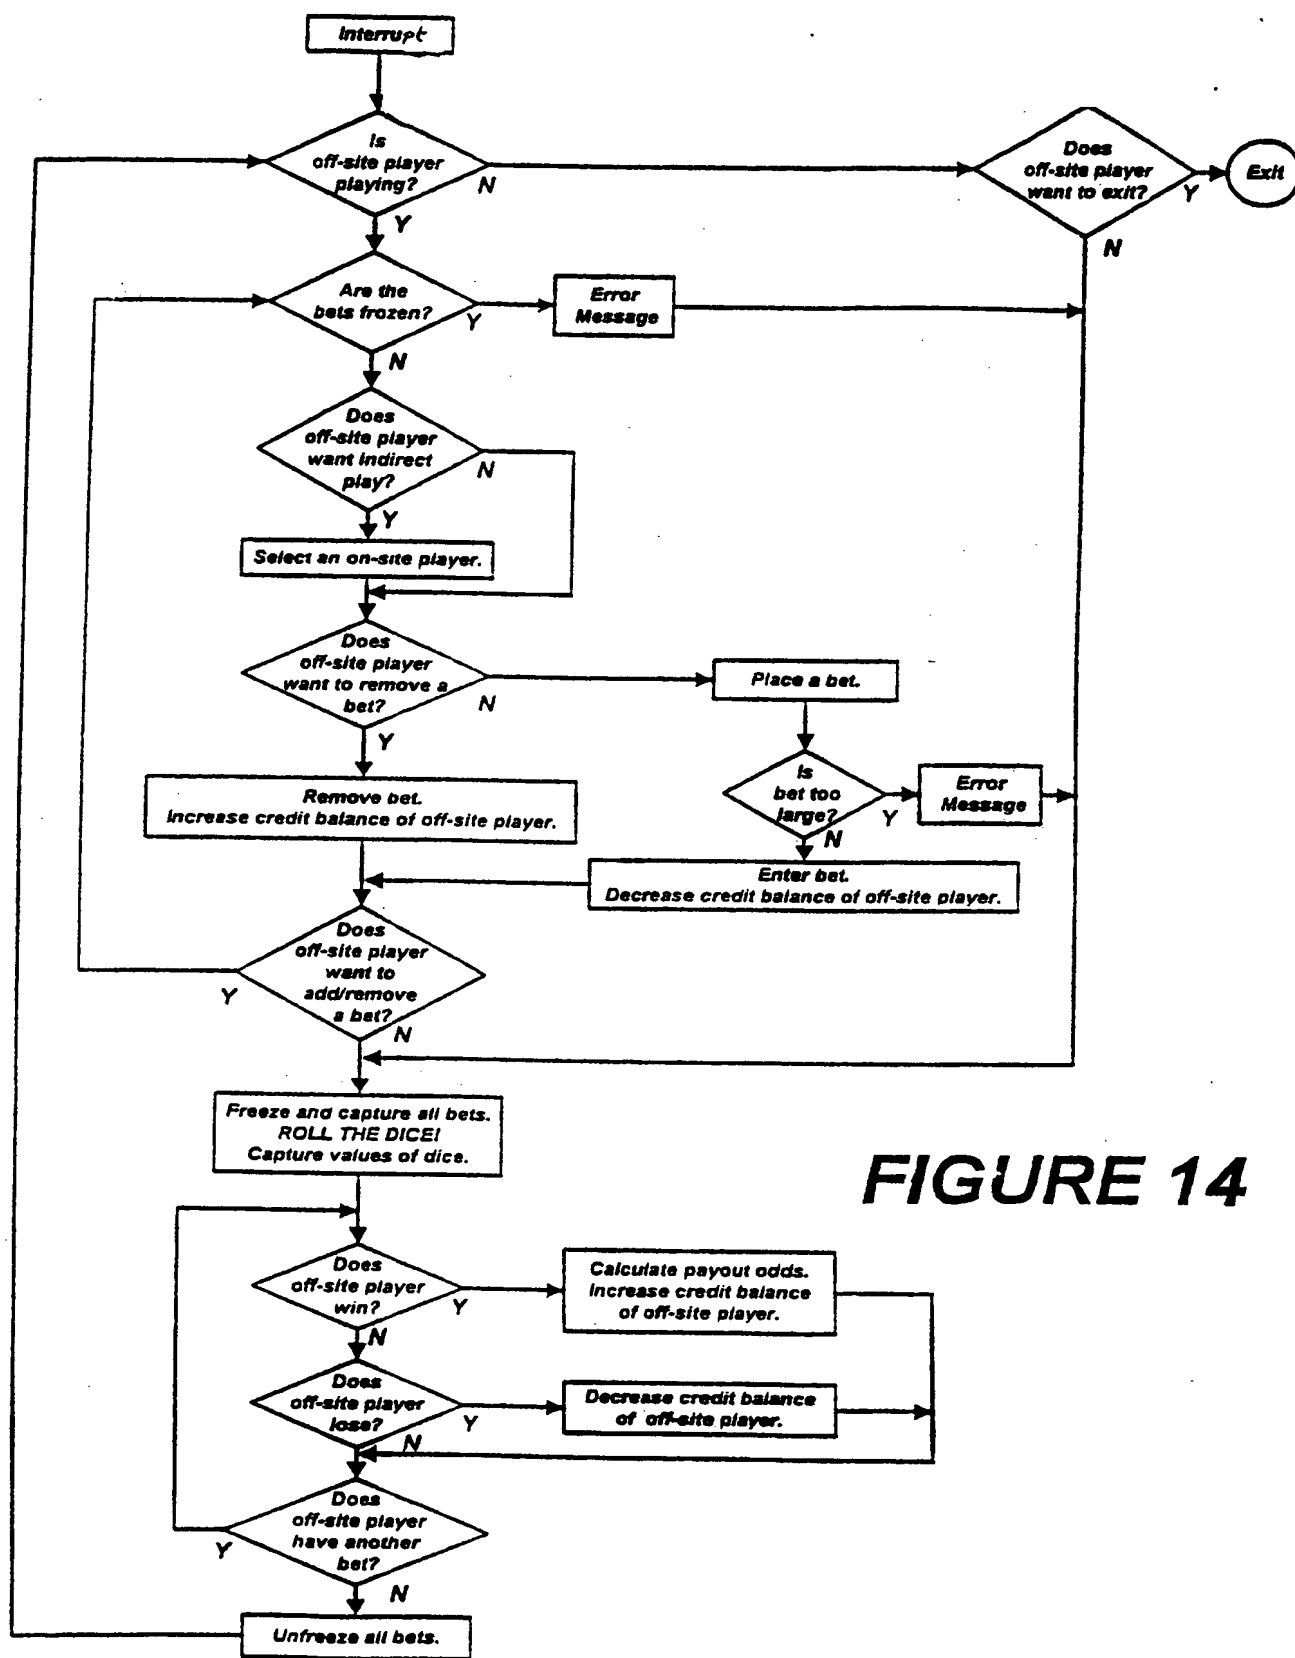 Interrupt
Is
off-site player
playing?
N
Y
Does
off-site player
want to exit?
Y
N
Exit
Are the
bets frozen?
Y
N
Error
Message
Does
off-site player
want indirect
play?
N
Y
Select an on-site player.
Does
off-site player
want to remove a
bet?
N
Y
Place a bet.
Is
bet too
large?
Y
N
Error
Message
Remove bet.
Increase credit balance of off-site player.
Enter bet.
Decrease credit balance of off-site player.
Does
off-site player
want to
add/remove
a bet?
Y
N
Freeze and capture all bets.
ROLL THE DICE!
Capture values of dice.
FIGURE 14
Does
off-site player
win?
Y
N
Calculate payout odds.
Increase credit balance
of off-site player.
Does
off-site player
lose?
Y
N
Decrease credit balance
of off-site player.
Does
off-site player
have another
bet?
Y
N
Unfreeze all bets.